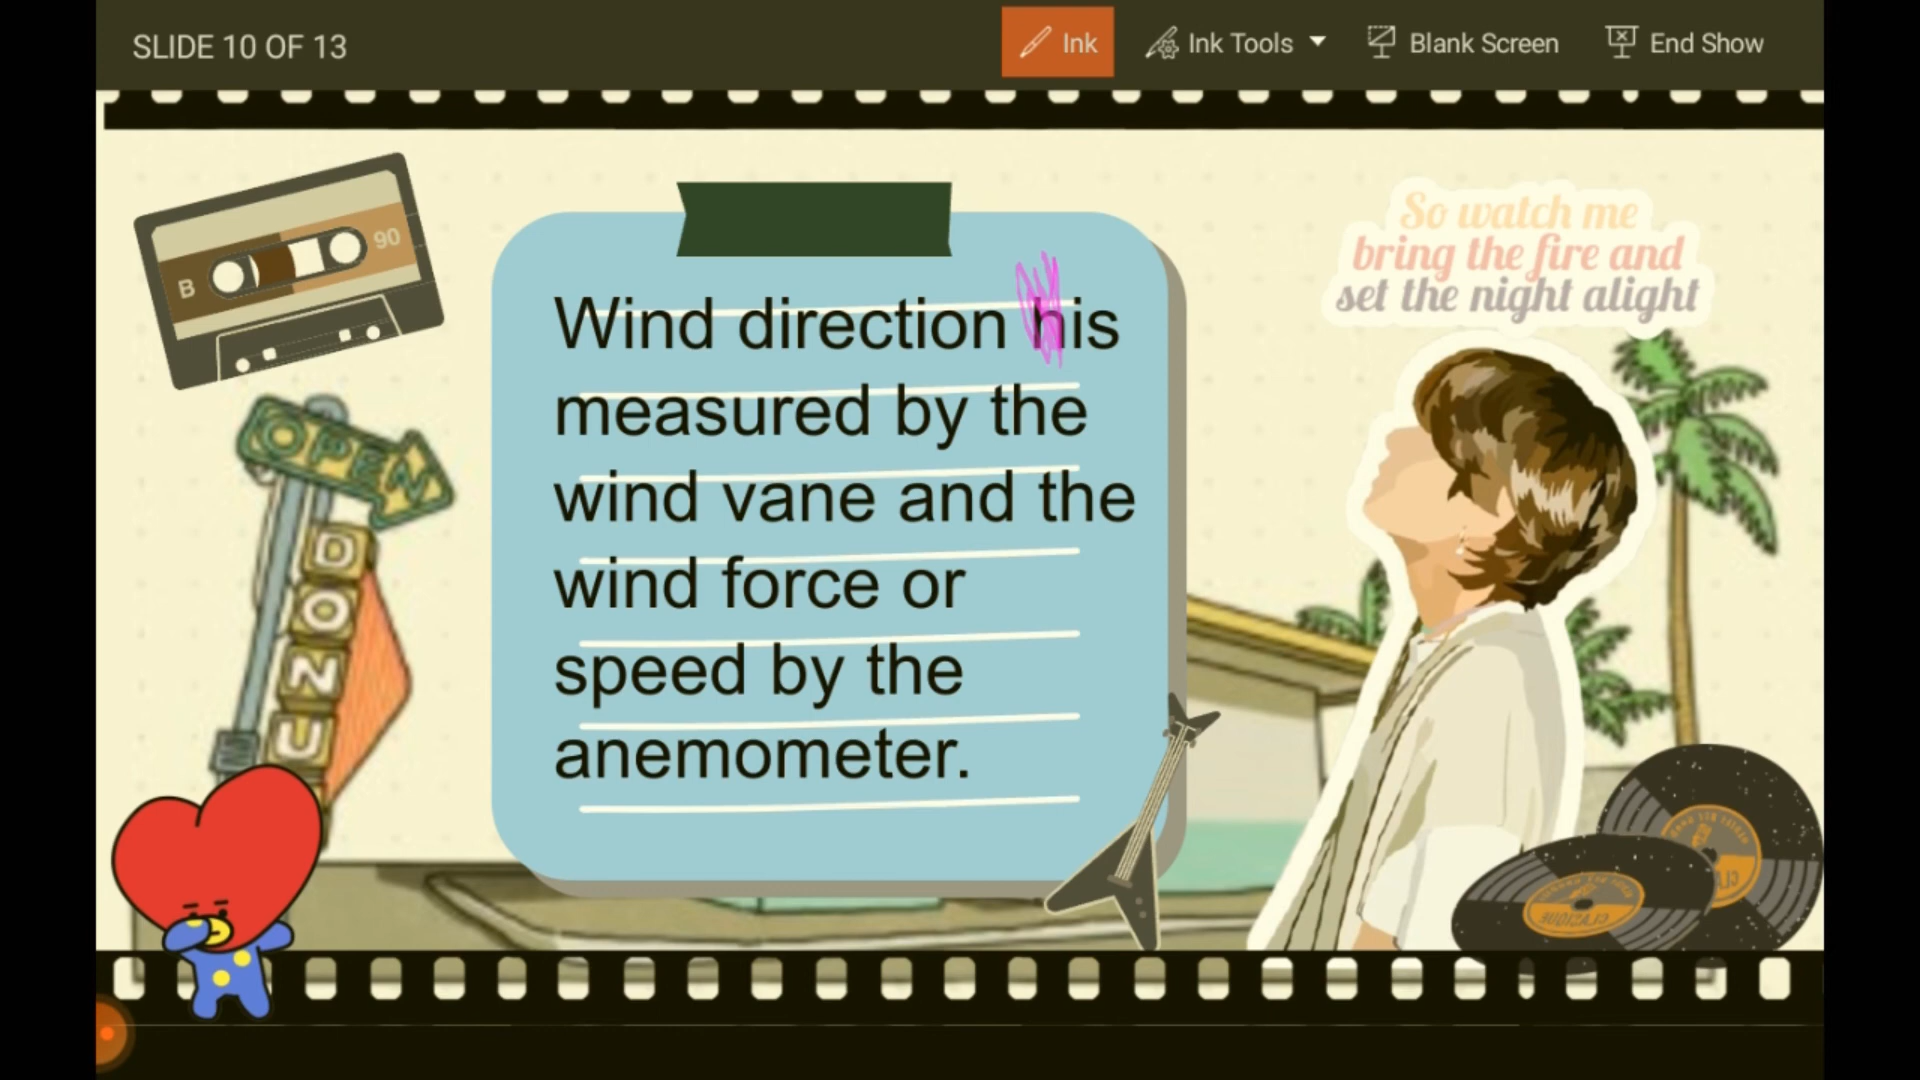 SLIDE 10 OF 13
Ink
Ink Tools
Blank Screen
End Show
B
90
So watch me
bring the fire and
set the night alight
Wind direction his
measured by the
wind vane and the
wind force or
speed by the
anemometer.
OPEN
DONU